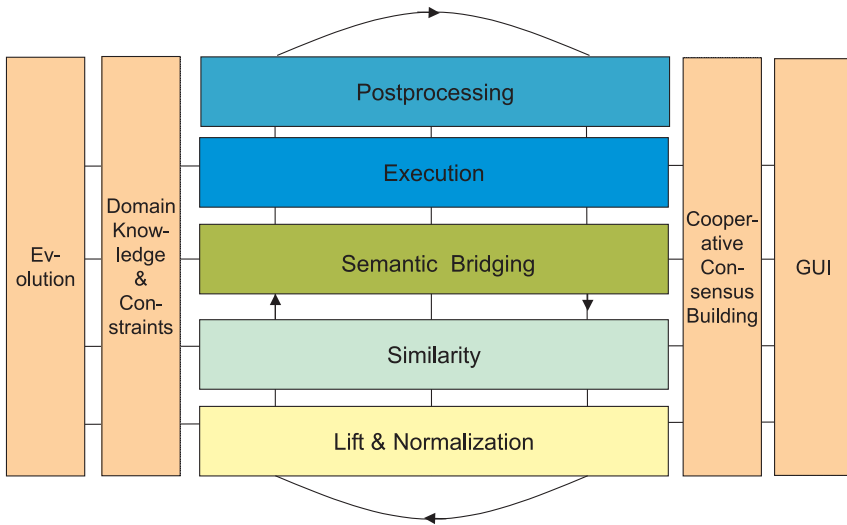 Ev-
olution
Domain
Know-
ledge
&
Con-
straints
Postprocessing
Execution
Semantic Bridging
Similarity
Lift & Normalization
Cooper-
ative
Con-
sensus
Building
GUI